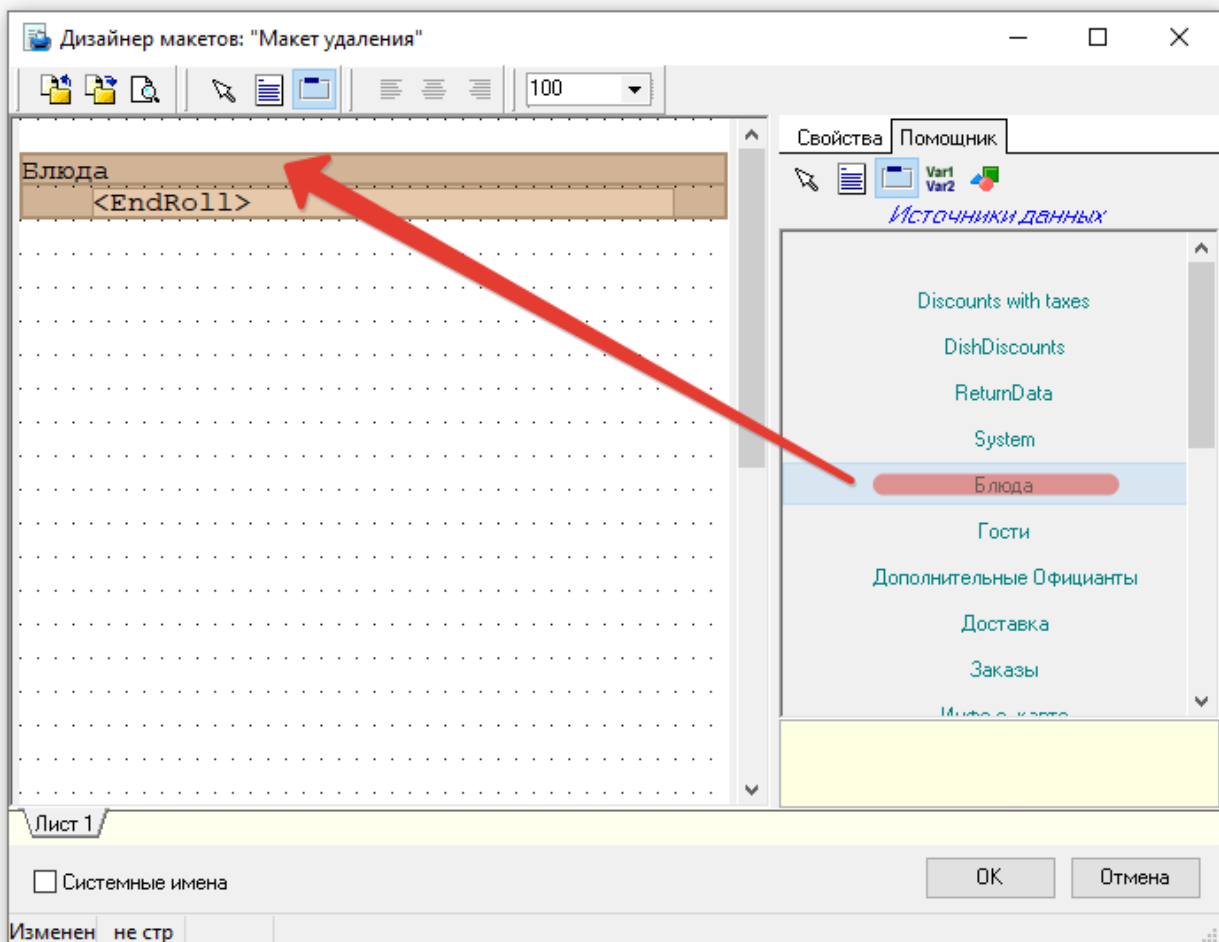 Дизайнер макетов: "Макет удаления"
100
Свойства Помощник
Var1
Var2
Источники данных
Блюда
<EndRoll>
Discounts with taxes
DishDiscounts
ReturnData
System
Блюда
Гости
Дополнительные Официанты
Доставка
Заказы
Лист 1
Системные имена
OK Отмена
Изменен не стр